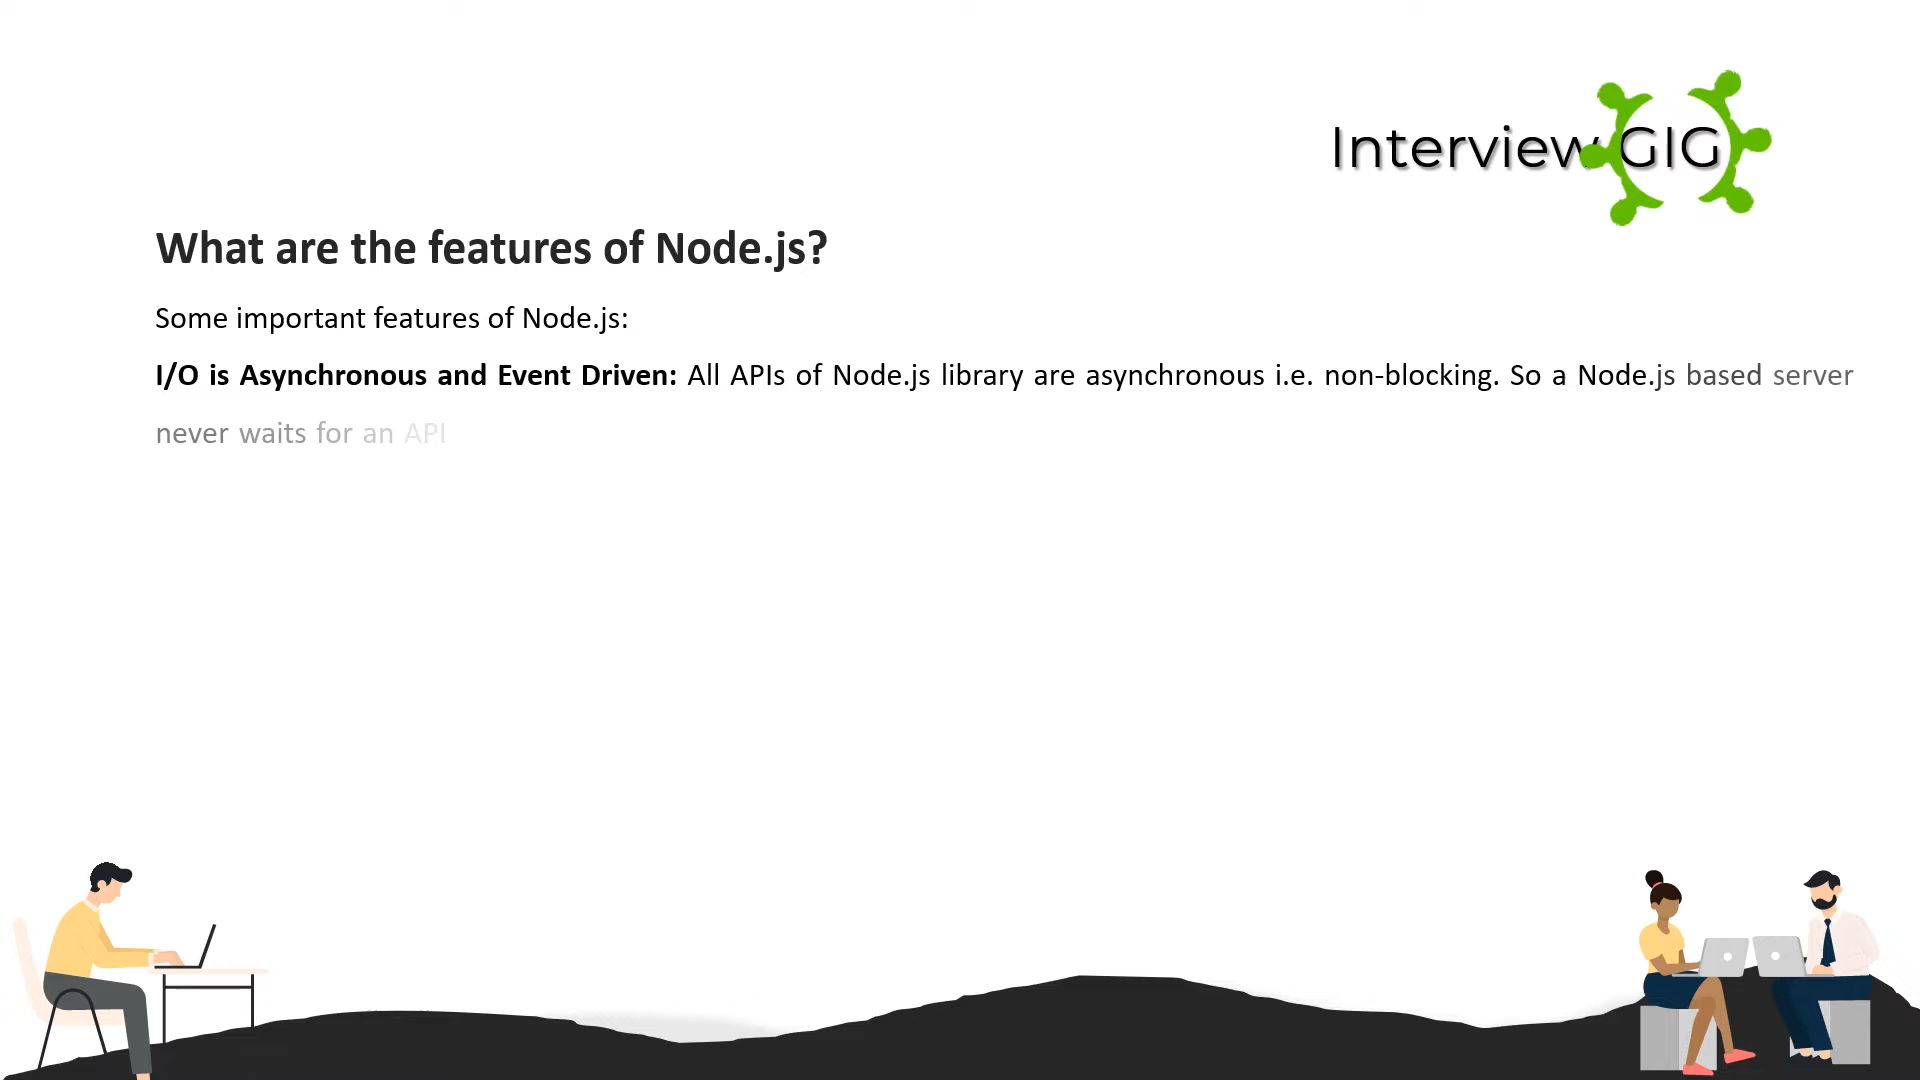 Interview GIG
What are the features of Node.js?
Some important features of Node.js:
I/O is Asynchronous and Event Driven: All APIs of Node.js library are asynchronous i.e. non-blocking. So a Node.js based server
never waits for an API